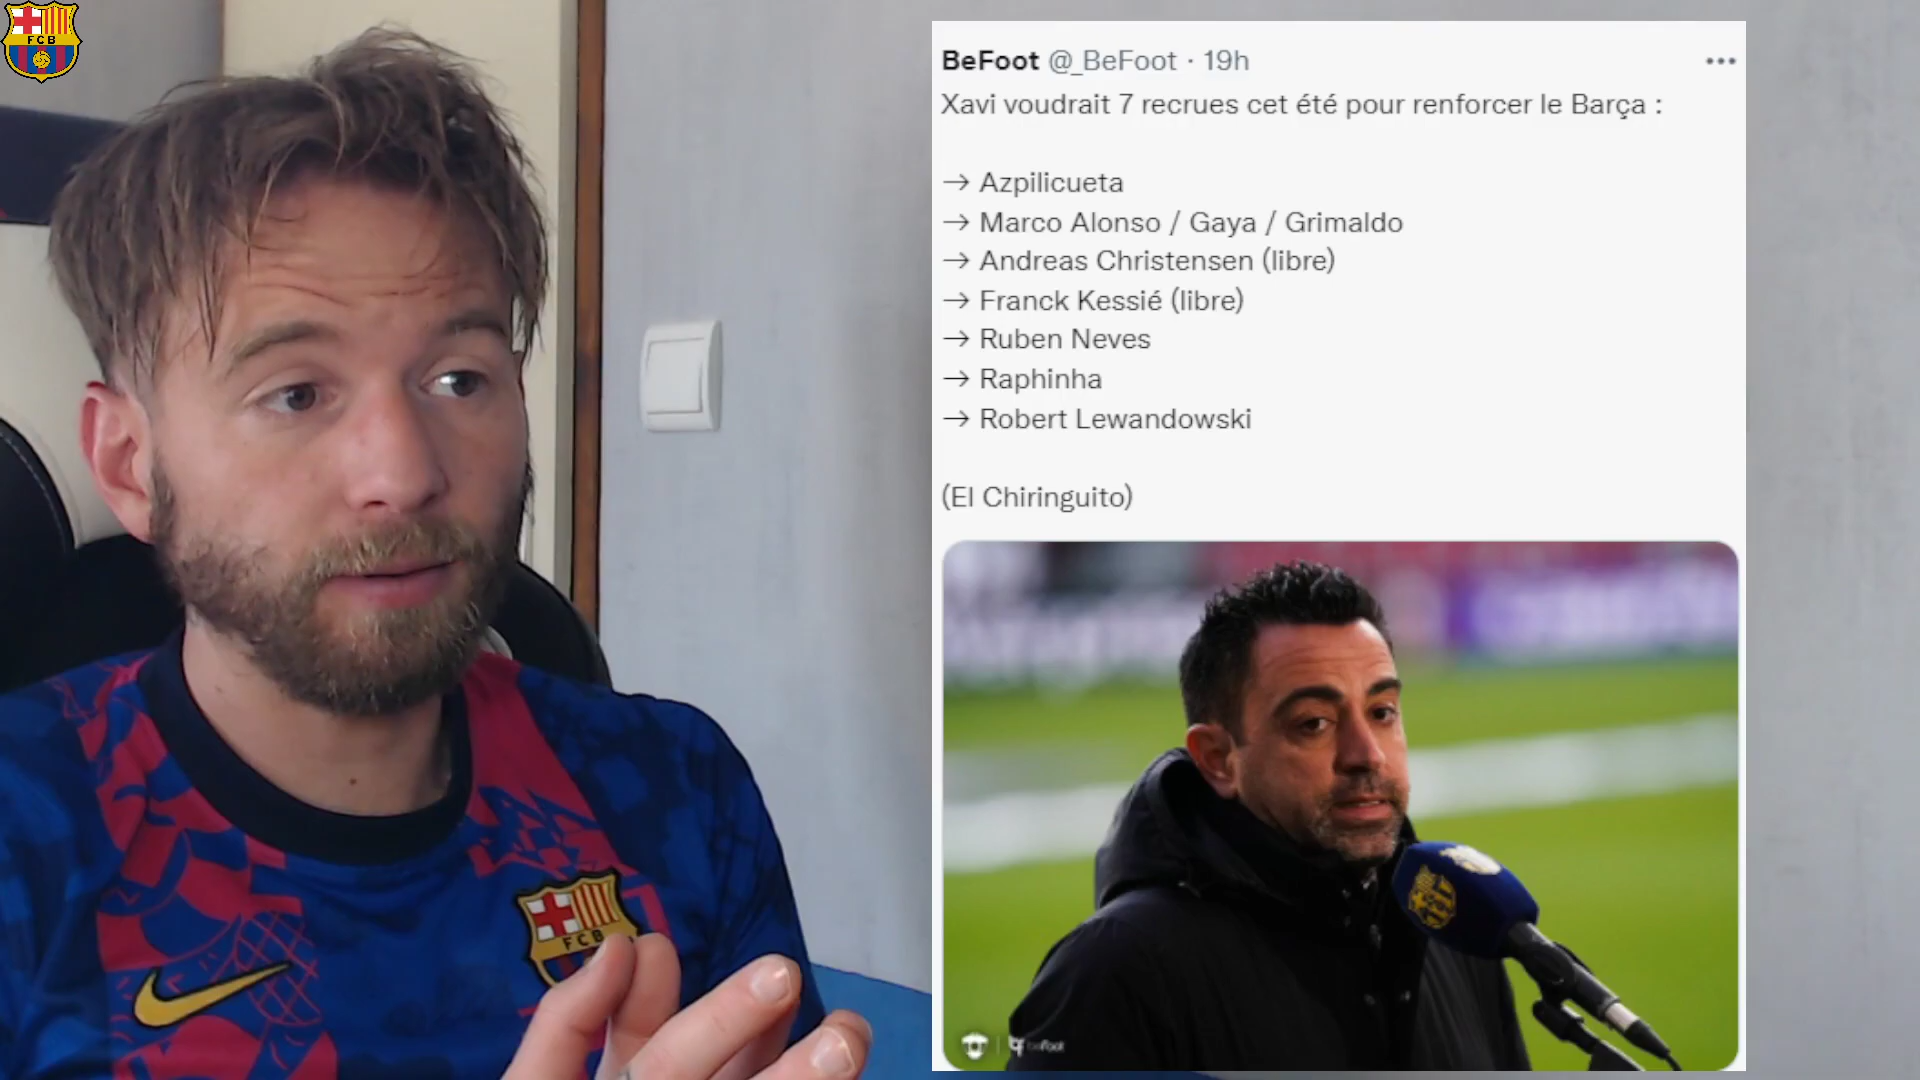 FCB
BeFoot @_BeFoot · 19h
Xavi voudrait 7 recrues cet été pour renforcer le Barça :
→ Azpilicueta
→ Marco Alonso / Gaya / Grimaldo
→ Andreas Christensen (libre)
→ Franck Kessié (libre)
→ Ruben Neves
→ Raphinha
→ Robert Lewandowski
(El Chiringuito)
FCB
befoot